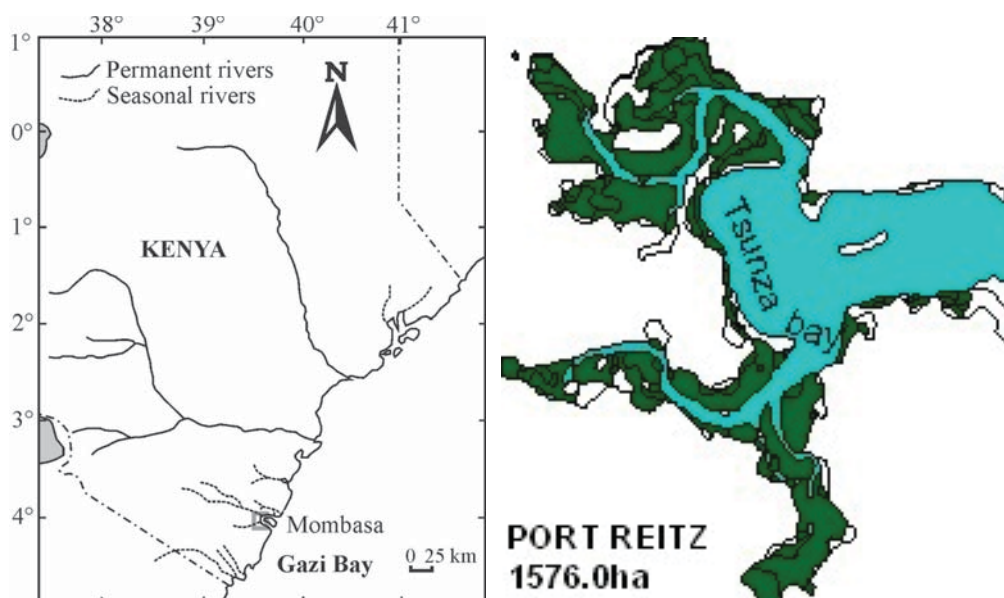 38° 39° 40° 41°
1°
Permanent rivers
Seasonal rivers
N
0°
1°
KENYA
2°
3°
4°
Mombasa
Gazi Bay
0 25 km
Tsunza
bay
PORT REITZ
1576.0ha